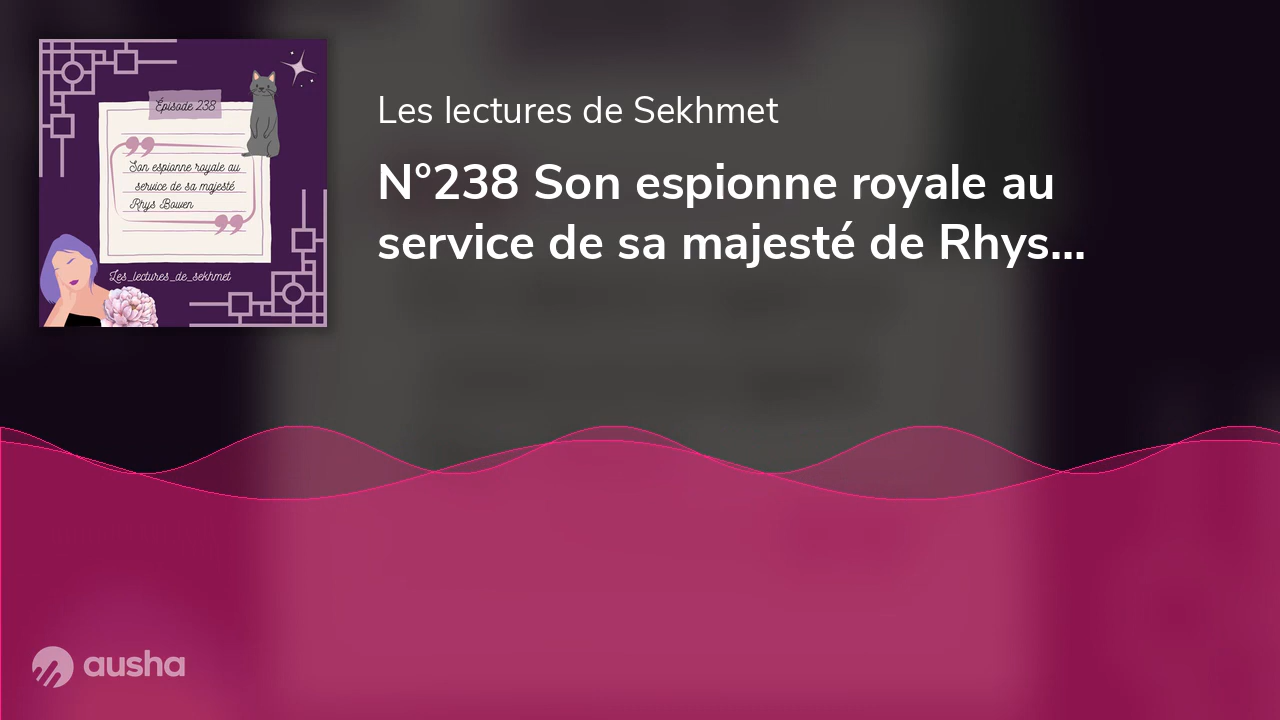 Épisode 238
Son espionne royale au
service de sa majesté
Rhys Bowen
Les_lectures_de_sekhmet
Les lectures de Sekhmet
N°238 Son espionne royale au
service de sa majesté de Rhys...
ausha